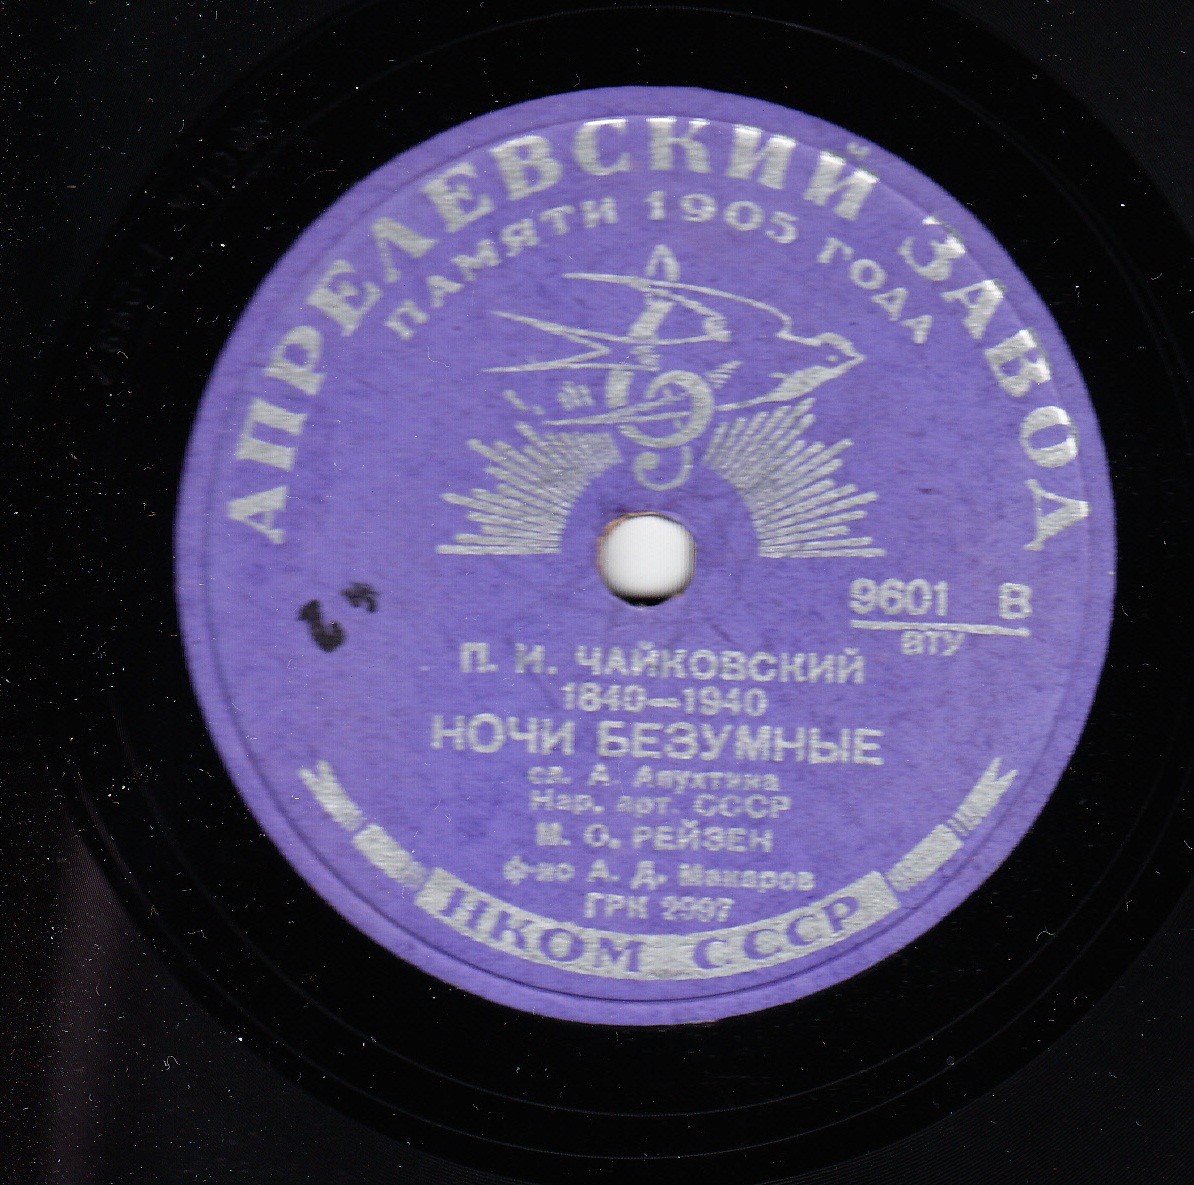 АПРЕЛЕВСКИЙ ЗАВОД
ПАМЯТИ 1905 ГОДА
9601 В
ВТУ
П. И. ЧАЙКОВСКИЙ
1840—1940
НОЧИ БЕЗУМНЫЕ
сл. А. Апухтина
Нар. арт. СССР
М. О. РЕЙЗЕН
ф-но А. Д. Макаров
ГРК 2997
НКОМ СССР